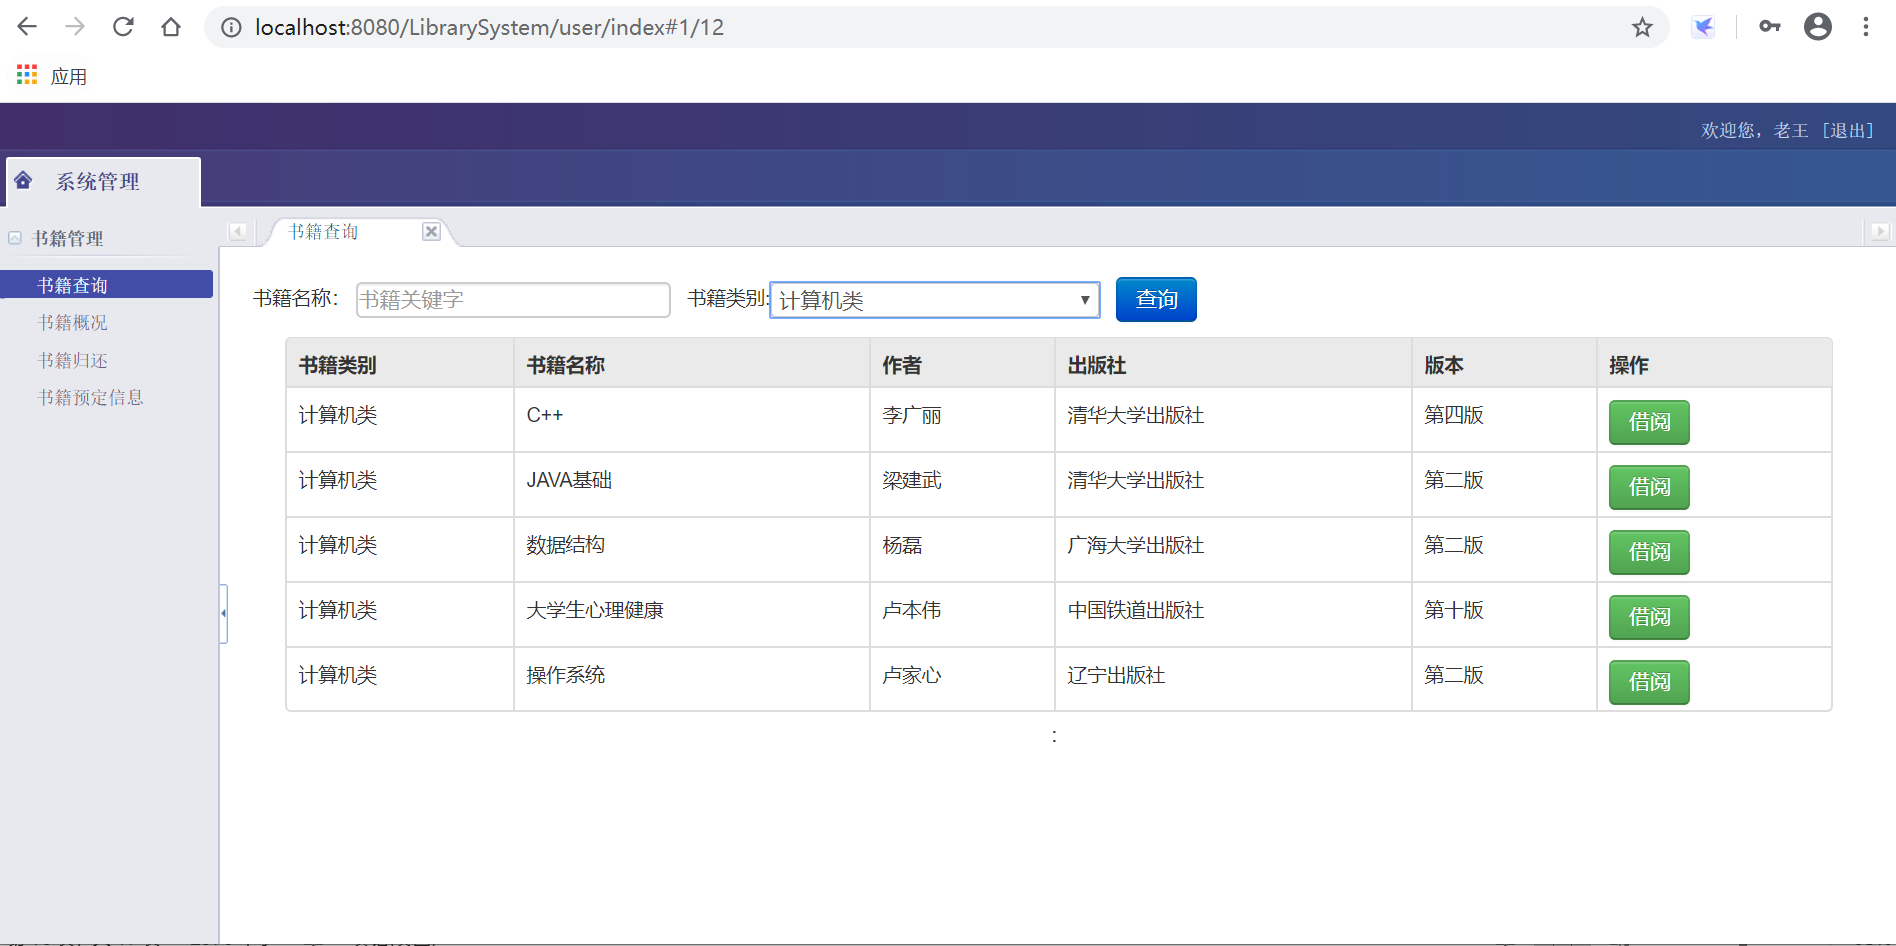 localhost:8080/LibrarySystem/user/index#1/12
应用
欢迎您，老王 [退出]
系统管理
书籍管理
书籍查询
书籍概况
书籍归还
书籍预定信息
书籍查询
书籍名称： 书籍关键字 书籍类别: 计算机类 查询
书籍类别 书籍名称 作者 出版社 版本 操作
计算机类 C++ 李广丽 清华大学出版社 第四版 借阅
计算机类 JAVA基础 梁建武 清华大学出版社 第二版 借阅
计算机类 数据结构 杨磊 广海大学出版社 第二版 借阅
计算机类 大学生心理健康 卢本伟 中国铁道出版社 第十版 借阅
计算机类 操作系统 卢家心 辽宁出版社 第二版 借阅
: